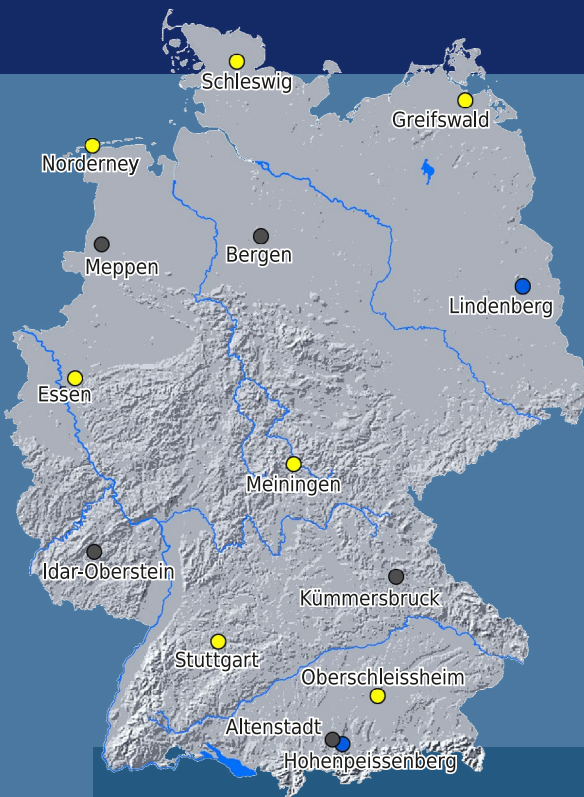 Schleswig
Greifswald
Norderney
Bergen
Meppen
Lindenberg
Essen
Meiningen
Idar-Oberstein
Kümmersbruck
Stuttgart
Oberschleissheim
Altenstadt
Hohenpeissenberg